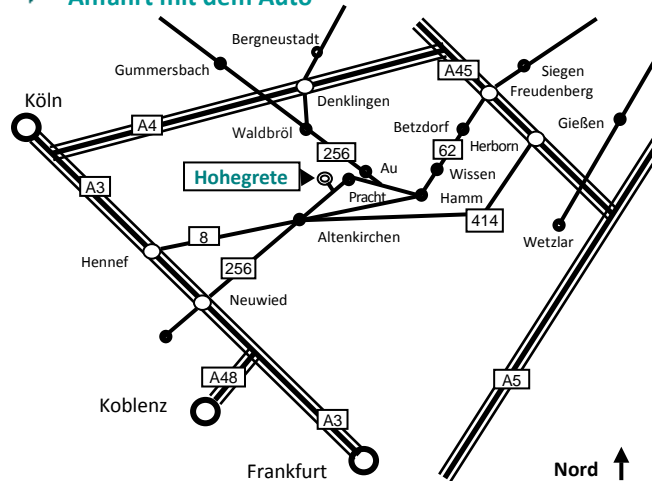 Anfahrt mit dem Auto
Bergneustadt
Gummersbach
A45
Siegen
Freudenberg
Köln
Denklingen
Gießen
A4
Waldbröl
Betzdorf
Herborn
256
62
Au
Wissen
A3
Hohegrete
Pracht
Hamm
414
8
Altenkirchen
Wetzlar
Hennef
256
Neuwied
A48
A5
Koblenz
A3
Frankfurt
Nord